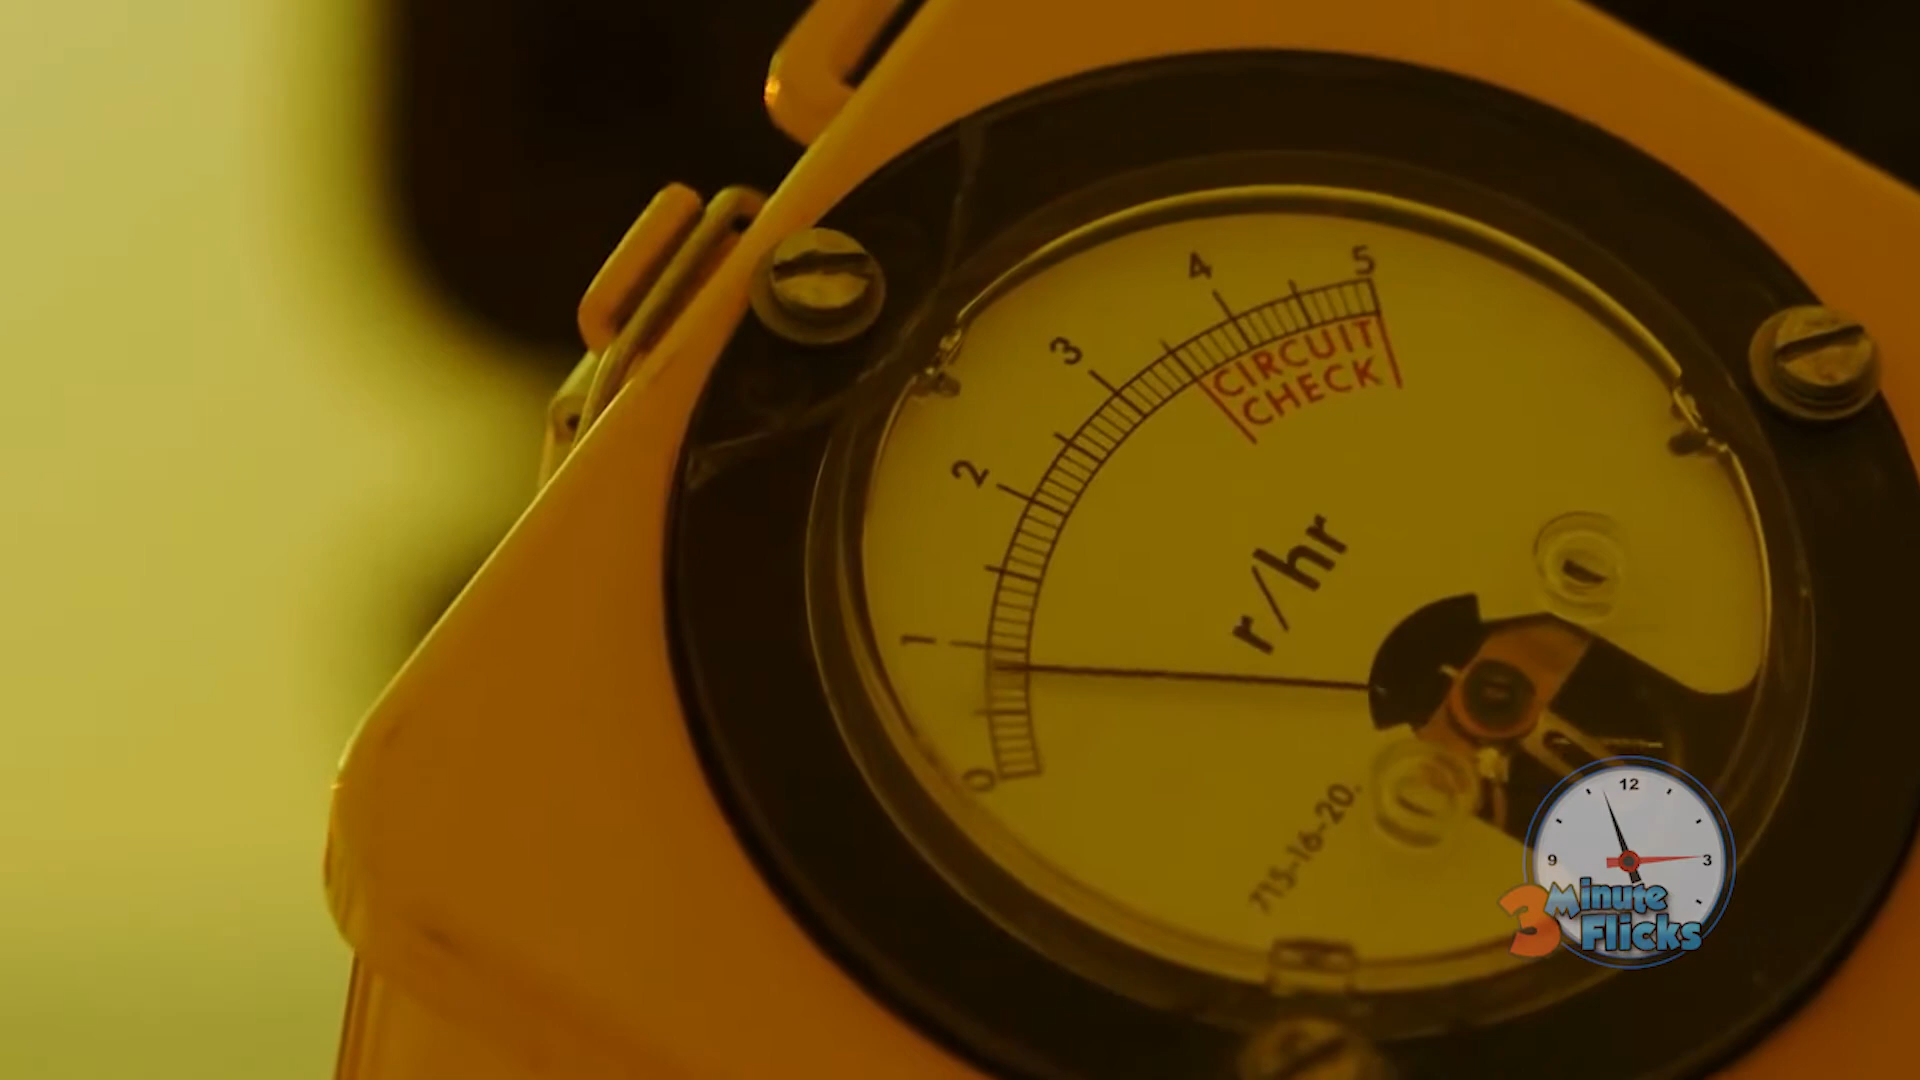 0 1 2 3 4 5
CIRCUIT
CHECK
r/hr
715-16-20.
12
3
9
3 Minute
Flicks